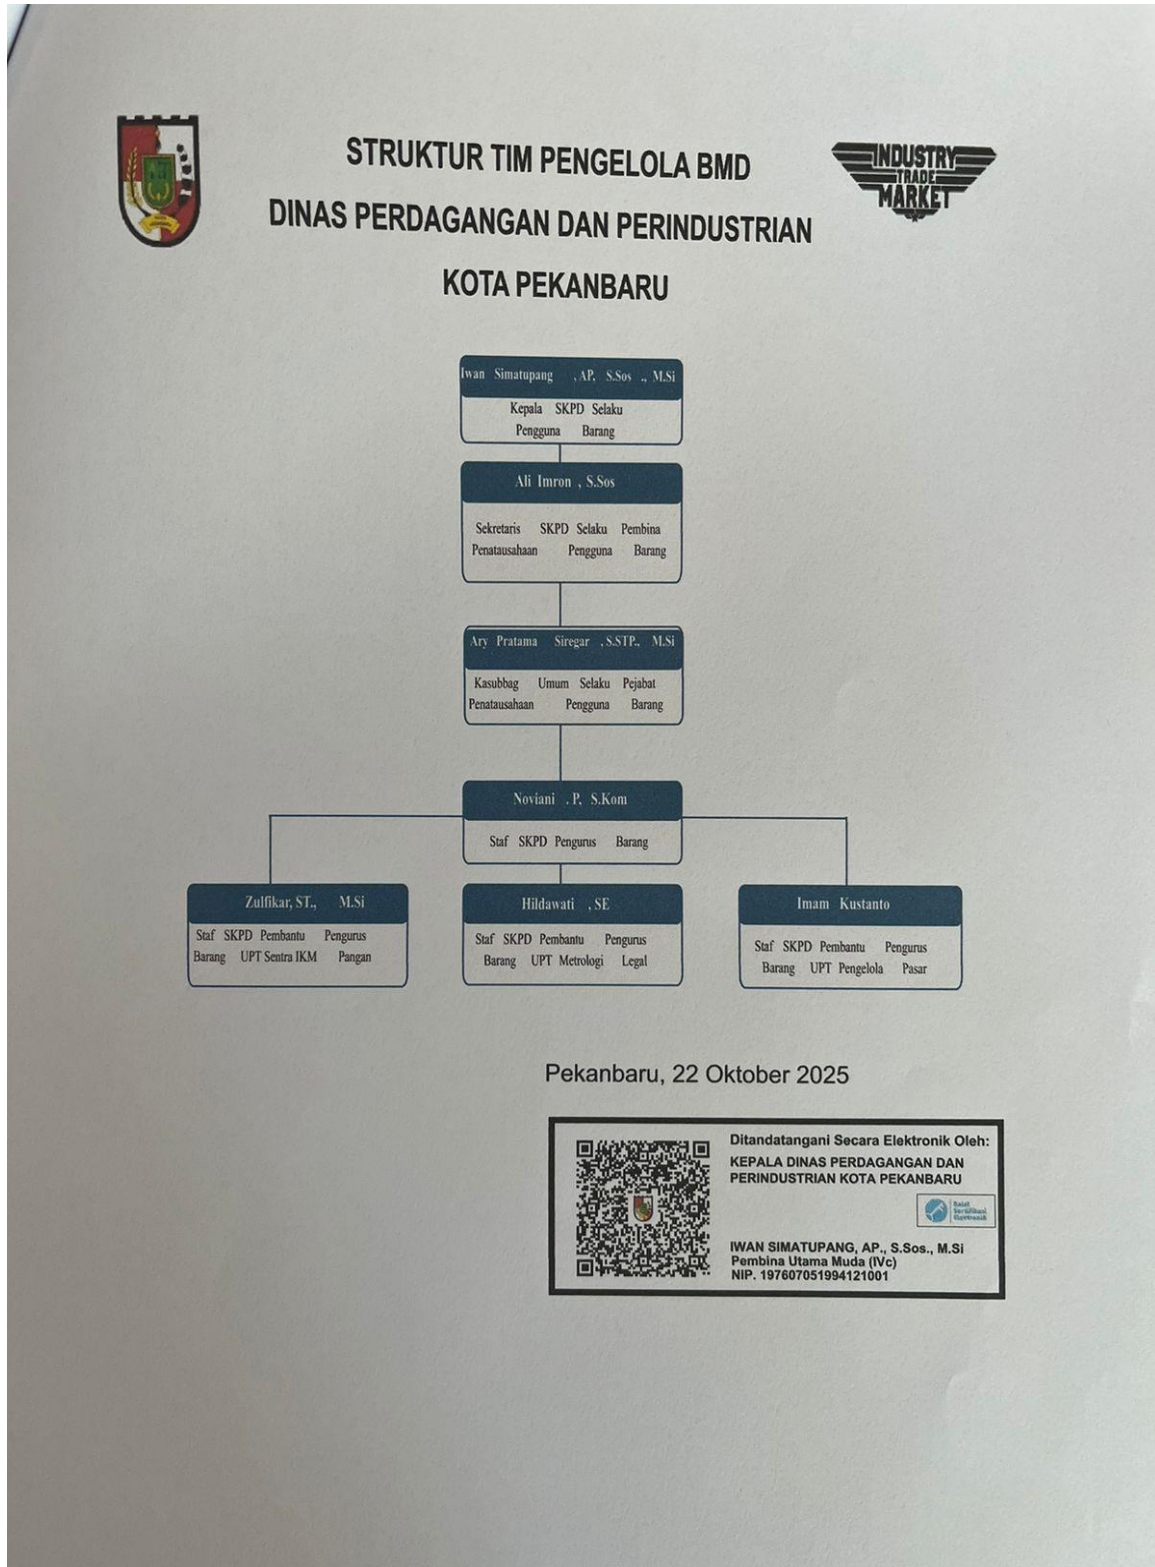 STRUKTUR TIM PENGELOLA BMD
INDUSTRY
TRADE
MARKET
DINAS PERDAGANGAN DAN PERINDUSTRIAN
KOTA PEKANBARU
Iwan Simatupang , AP, S.Sos ., M.Si
Kepala SKPD Selaku
Pengguna Barang
Ali Imron , S.Sos
Sekretaris SKPD Selaku Pembina
Penatausahaan Pengguna Barang
Ary Pratama Siregar , S.STP., M.Si
Kasubbag Umum Selaku Pejabat
Penatausahaan Pengguna Barang
Noviani . P, S.Kom
Staf SKPD Pengurus Barang
Zulfikar, ST., M.Si
Staf SKPD Pembantu Pengurus
Barang UPT Sentra IKM Pangan
Hildawati , SE
Staf SKPD Pembantu Pengurus
Barang UPT Metrologi Legal
Imam Kustanto
Staf SKPD Pembantu Pengurus
Barang UPT Pengelola Pasar
Pekanbaru, 22 Oktober 2025
Ditandatangani Secara Elektronik Oleh:
KEPALA DINAS PERDAGANGAN DAN
PERINDUSTRIAN KOTA PEKANBARU
Balai
Sertifikasi
Elektronik
IWAN SIMATUPANG, AP., S.Sos., M.Si
Pembina Utama Muda (IVc)
NIP. 197607051994121001